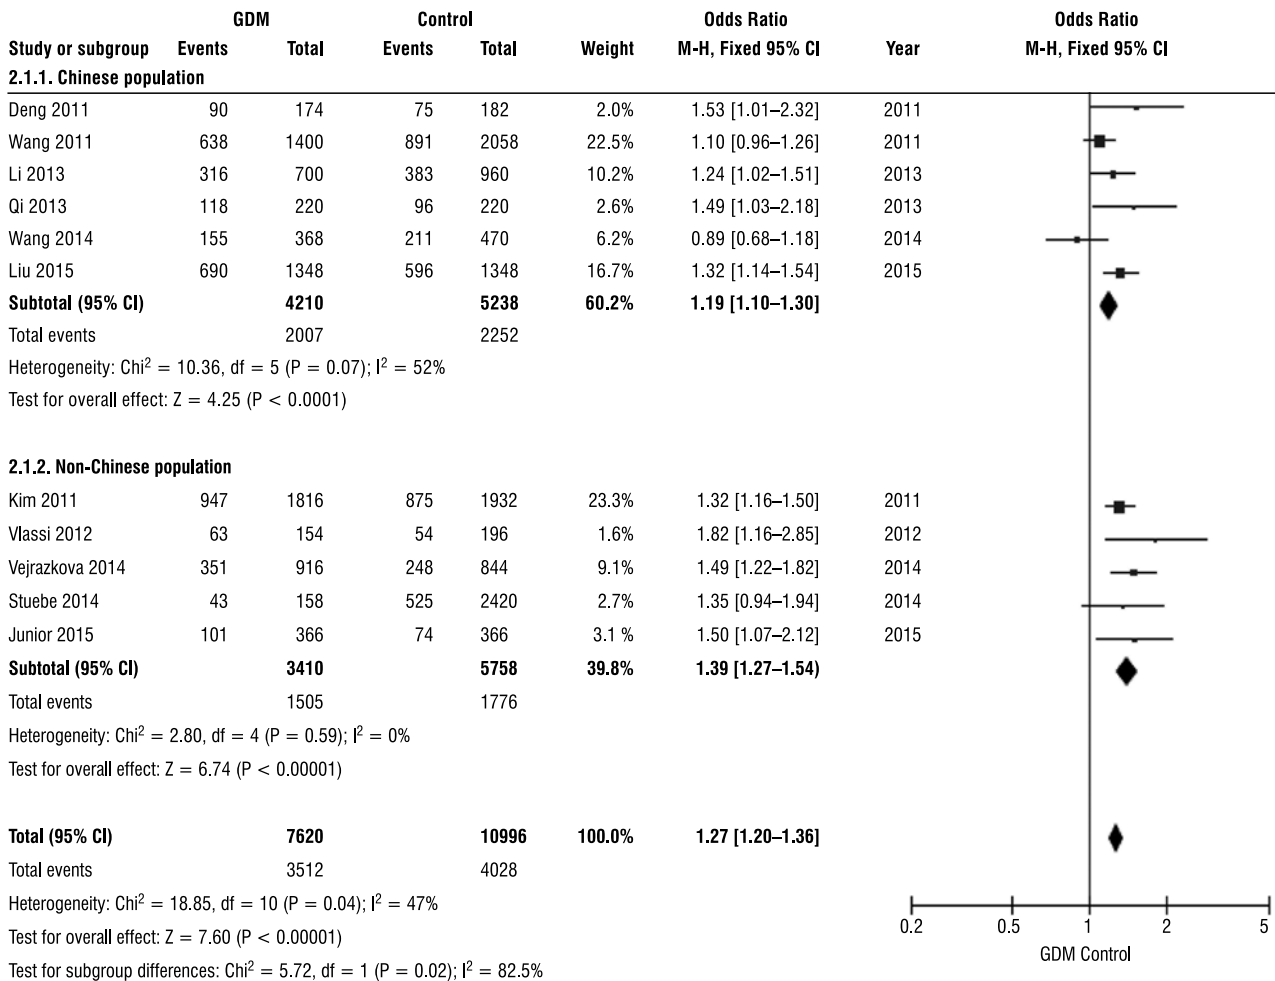 GDM Control Odds Ratio Odds Ratio
Study or subgroup Events Total Events Total Weight M-H, Fixed 95% CI Year M-H, Fixed 95% CI
2.1.1. Chinese population
Deng 2011 90 174 75 182 2.0% 1.53 [1.01–2.32] 2011
Wang 2011 638 1400 891 2058 22.5% 1.10 [0.96–1.26] 2011
Li 2013 316 700 383 960 10.2% 1.24 [1.02–1.51] 2013
Qi 2013 118 220 96 220 2.6% 1.49 [1.03–2.18] 2013
Wang 2014 155 368 211 470 6.2% 0.89 [0.68–1.18] 2014
Liu 2015 690 1348 596 1348 16.7% 1.32 [1.14–1.54] 2015
Subtotal (95% CI) 4210 5238 60.2% 1.19 [1.10–1.30]
Total events 2007 2252
Heterogeneity: Chi² = 10.36, df = 5 (P = 0.07); I² = 52%
Test for overall effect: Z = 4.25 (P < 0.0001)
2.1.2. Non-Chinese population
Kim 2011 947 1816 875 1932 23.3% 1.32 [1.16–1.50] 2011
Vlassi 2012 63 154 54 196 1.6% 1.82 [1.16–2.85] 2012
Vejrazkova 2014 351 916 248 844 9.1% 1.49 [1.22–1.82] 2014
Stuebe 2014 43 158 525 2420 2.7% 1.35 [0.94–1.94] 2014
Junior 2015 101 366 74 366 3.1 % 1.50 [1.07–2.12] 2015
Subtotal (95% CI) 3410 5758 39.8% 1.39 [1.27–1.54)
Total events 1505 1776
Heterogeneity: Chi² = 2.80, df = 4 (P = 0.59); I² = 0%
Test for overall effect: Z = 6.74 (P < 0.00001)
Total (95% CI) 7620 10996 100.0% 1.27 [1.20–1.36]
Total events 3512 4028
Heterogeneity: Chi² = 18.85, df = 10 (P = 0.04); I² = 47%
Test for overall effect: Z = 7.60 (P < 0.00001)
Test for subgroup differences: Chi² = 5.72, df = 1 (P = 0.02); I² = 82.5%
0.2 0.5 1 2 5
GDM Control